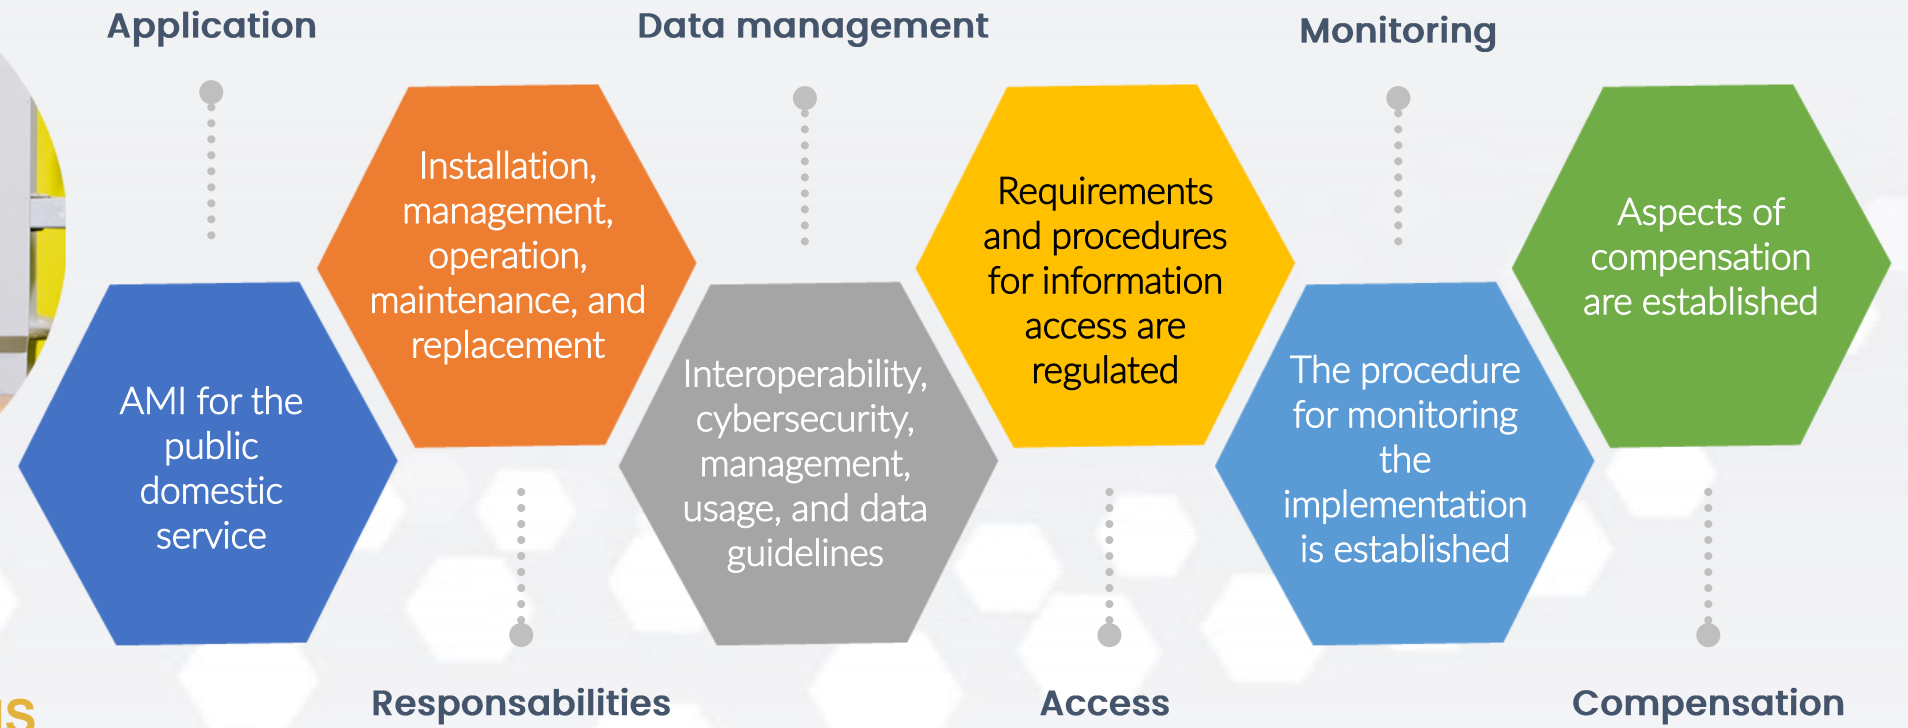 Application
Data management
Monitoring
AMI for the
public
domestic
service
Installation,
management,
operation,
maintenance, and
replacement
Interoperability,
cybersecurity,
management,
usage, and data
guidelines
Requirements
and procedures
for information
access are
regulated
The procedure
for monitoring
the
implementation
is established
Aspects of
compensation
are established
Responsabilities
Access
Compensation